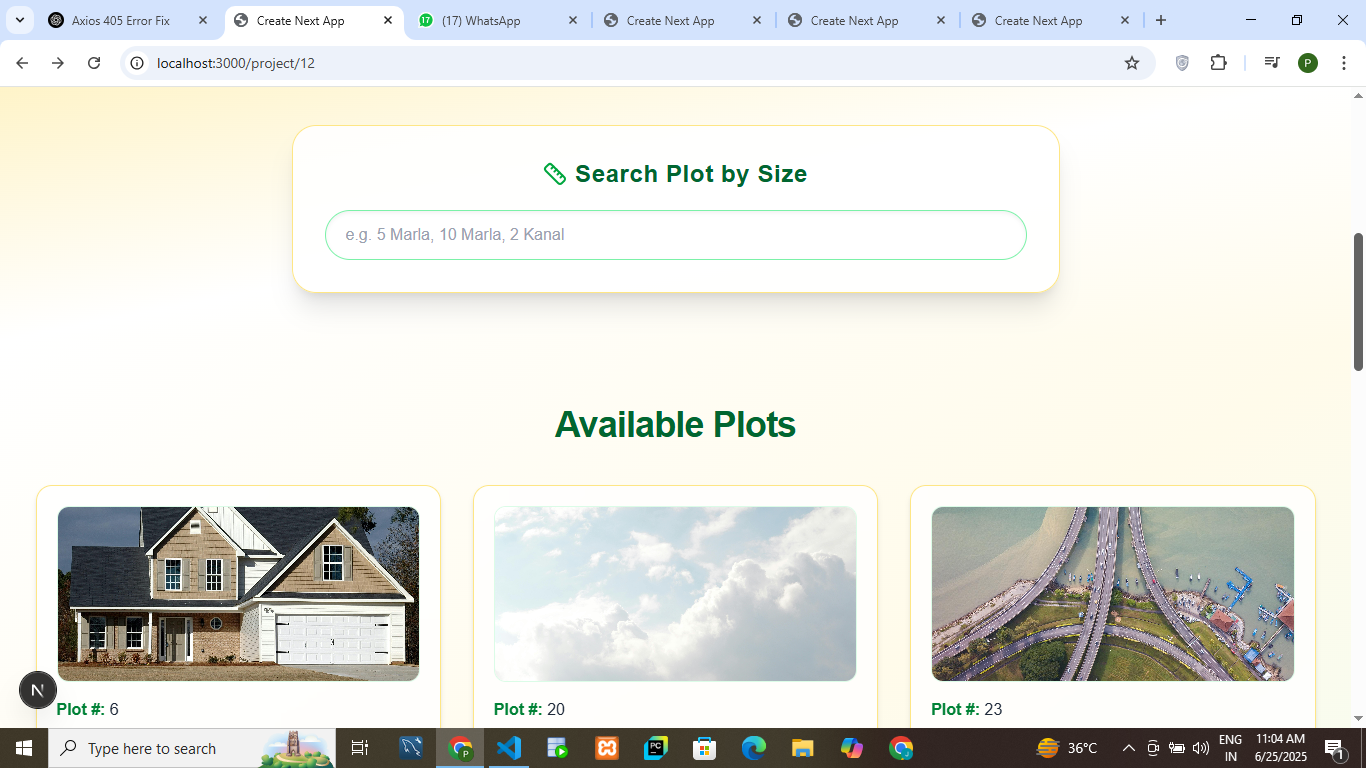 Axios 405 Error Fix
Create Next App
(17) WhatsApp
Create Next App
Create Next App
Create Next App
localhost:3000/project/12
P
Search Plot by Size
e.g. 5 Marla, 10 Marla, 2 Kanal
Available Plots
N
Plot #: 6
Plot #: 20
Plot #: 23
Type here to search
36°C
ENG
IN
11:04 AM
6/25/2025
1